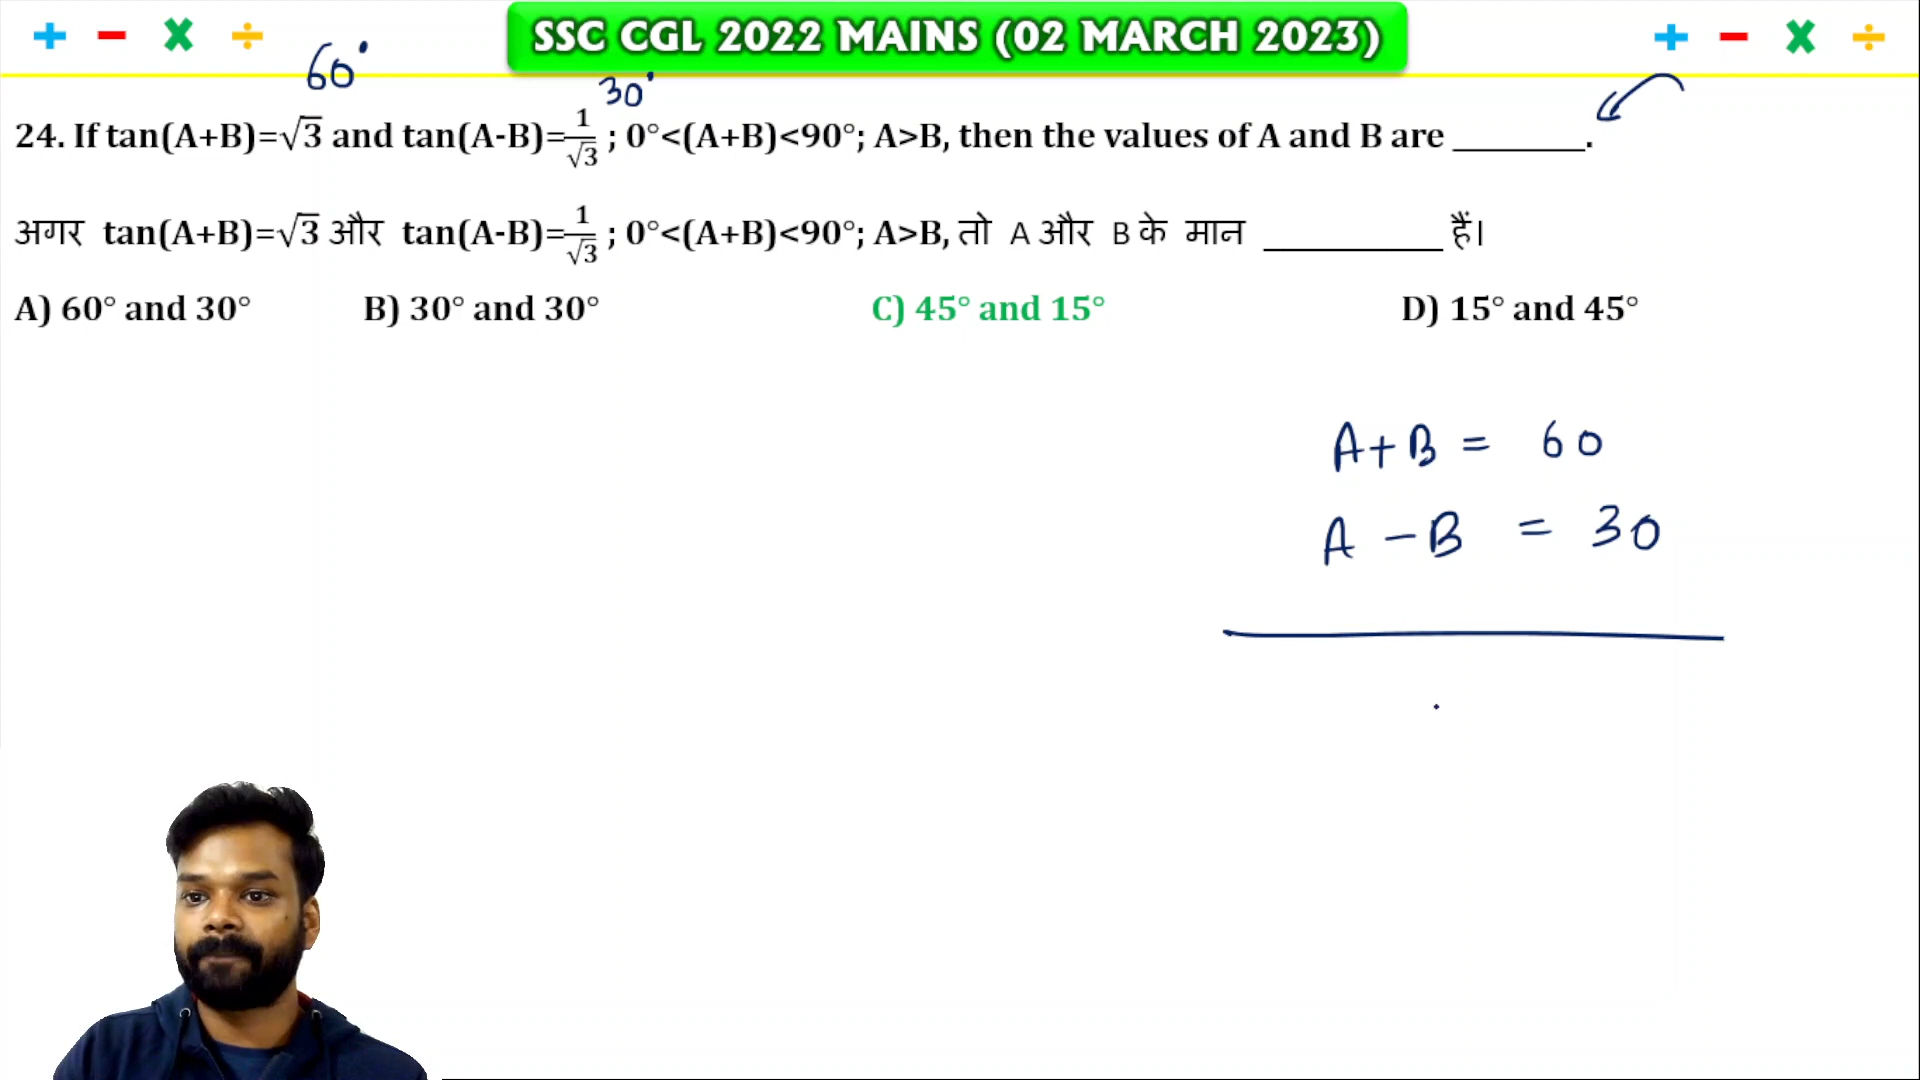 + − × ÷ SSC CGL 2022 MAINS (02 MARCH 2023) + − × ÷
60°
30°
24. If tan(A+B)=√3 and tan(A-B)=1/√3 ; 0°<(A+B)<90°; A>B, then the values of A and B are ________.
अगर tan(A+B)=√3 और tan(A-B)=1/√3 ; 0°<(A+B)<90°; A>B, तो A और B के मान __________ हैं।
A) 60° and 30° B) 30° and 30° C) 45° and 15° D) 15° and 45°
A+B = 60
A - B = 30